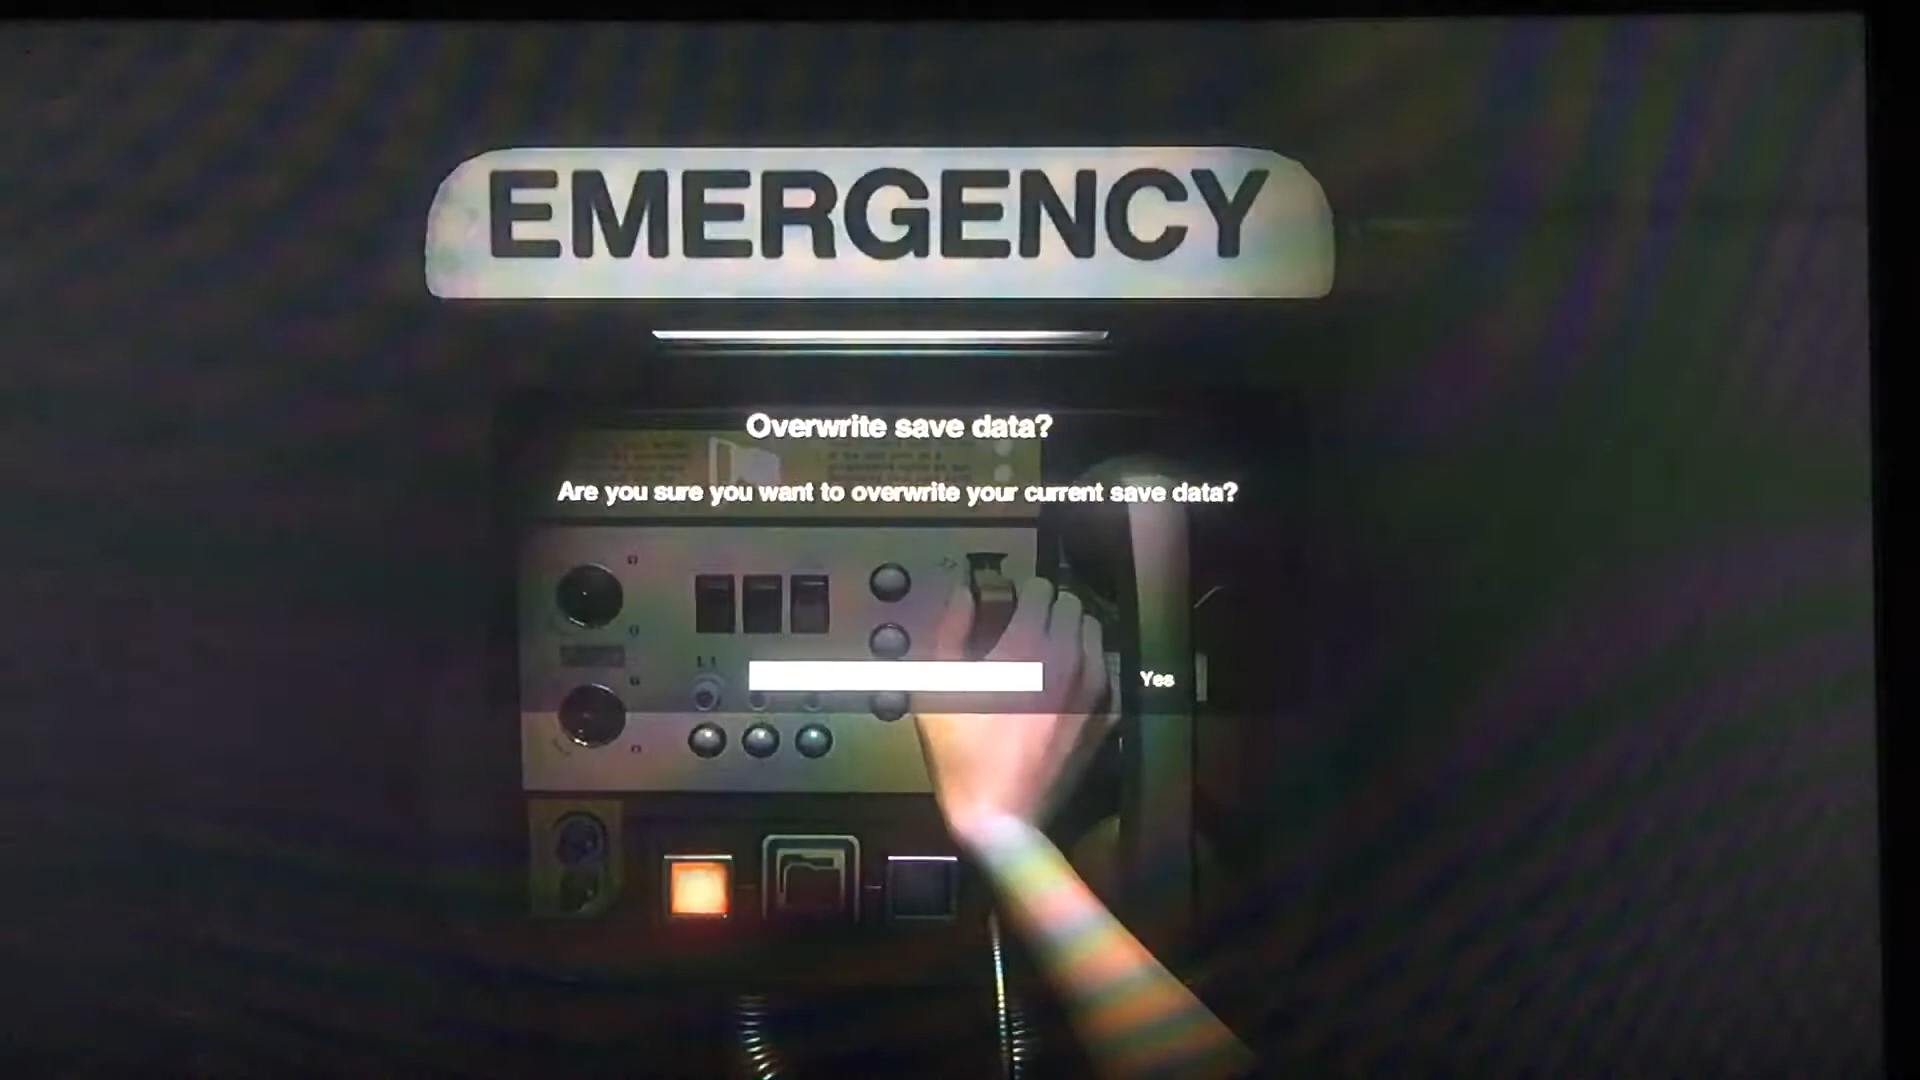 EMERGENCY
Overwrite save data?
Are you sure you want to overwrite your current save data?
Yes